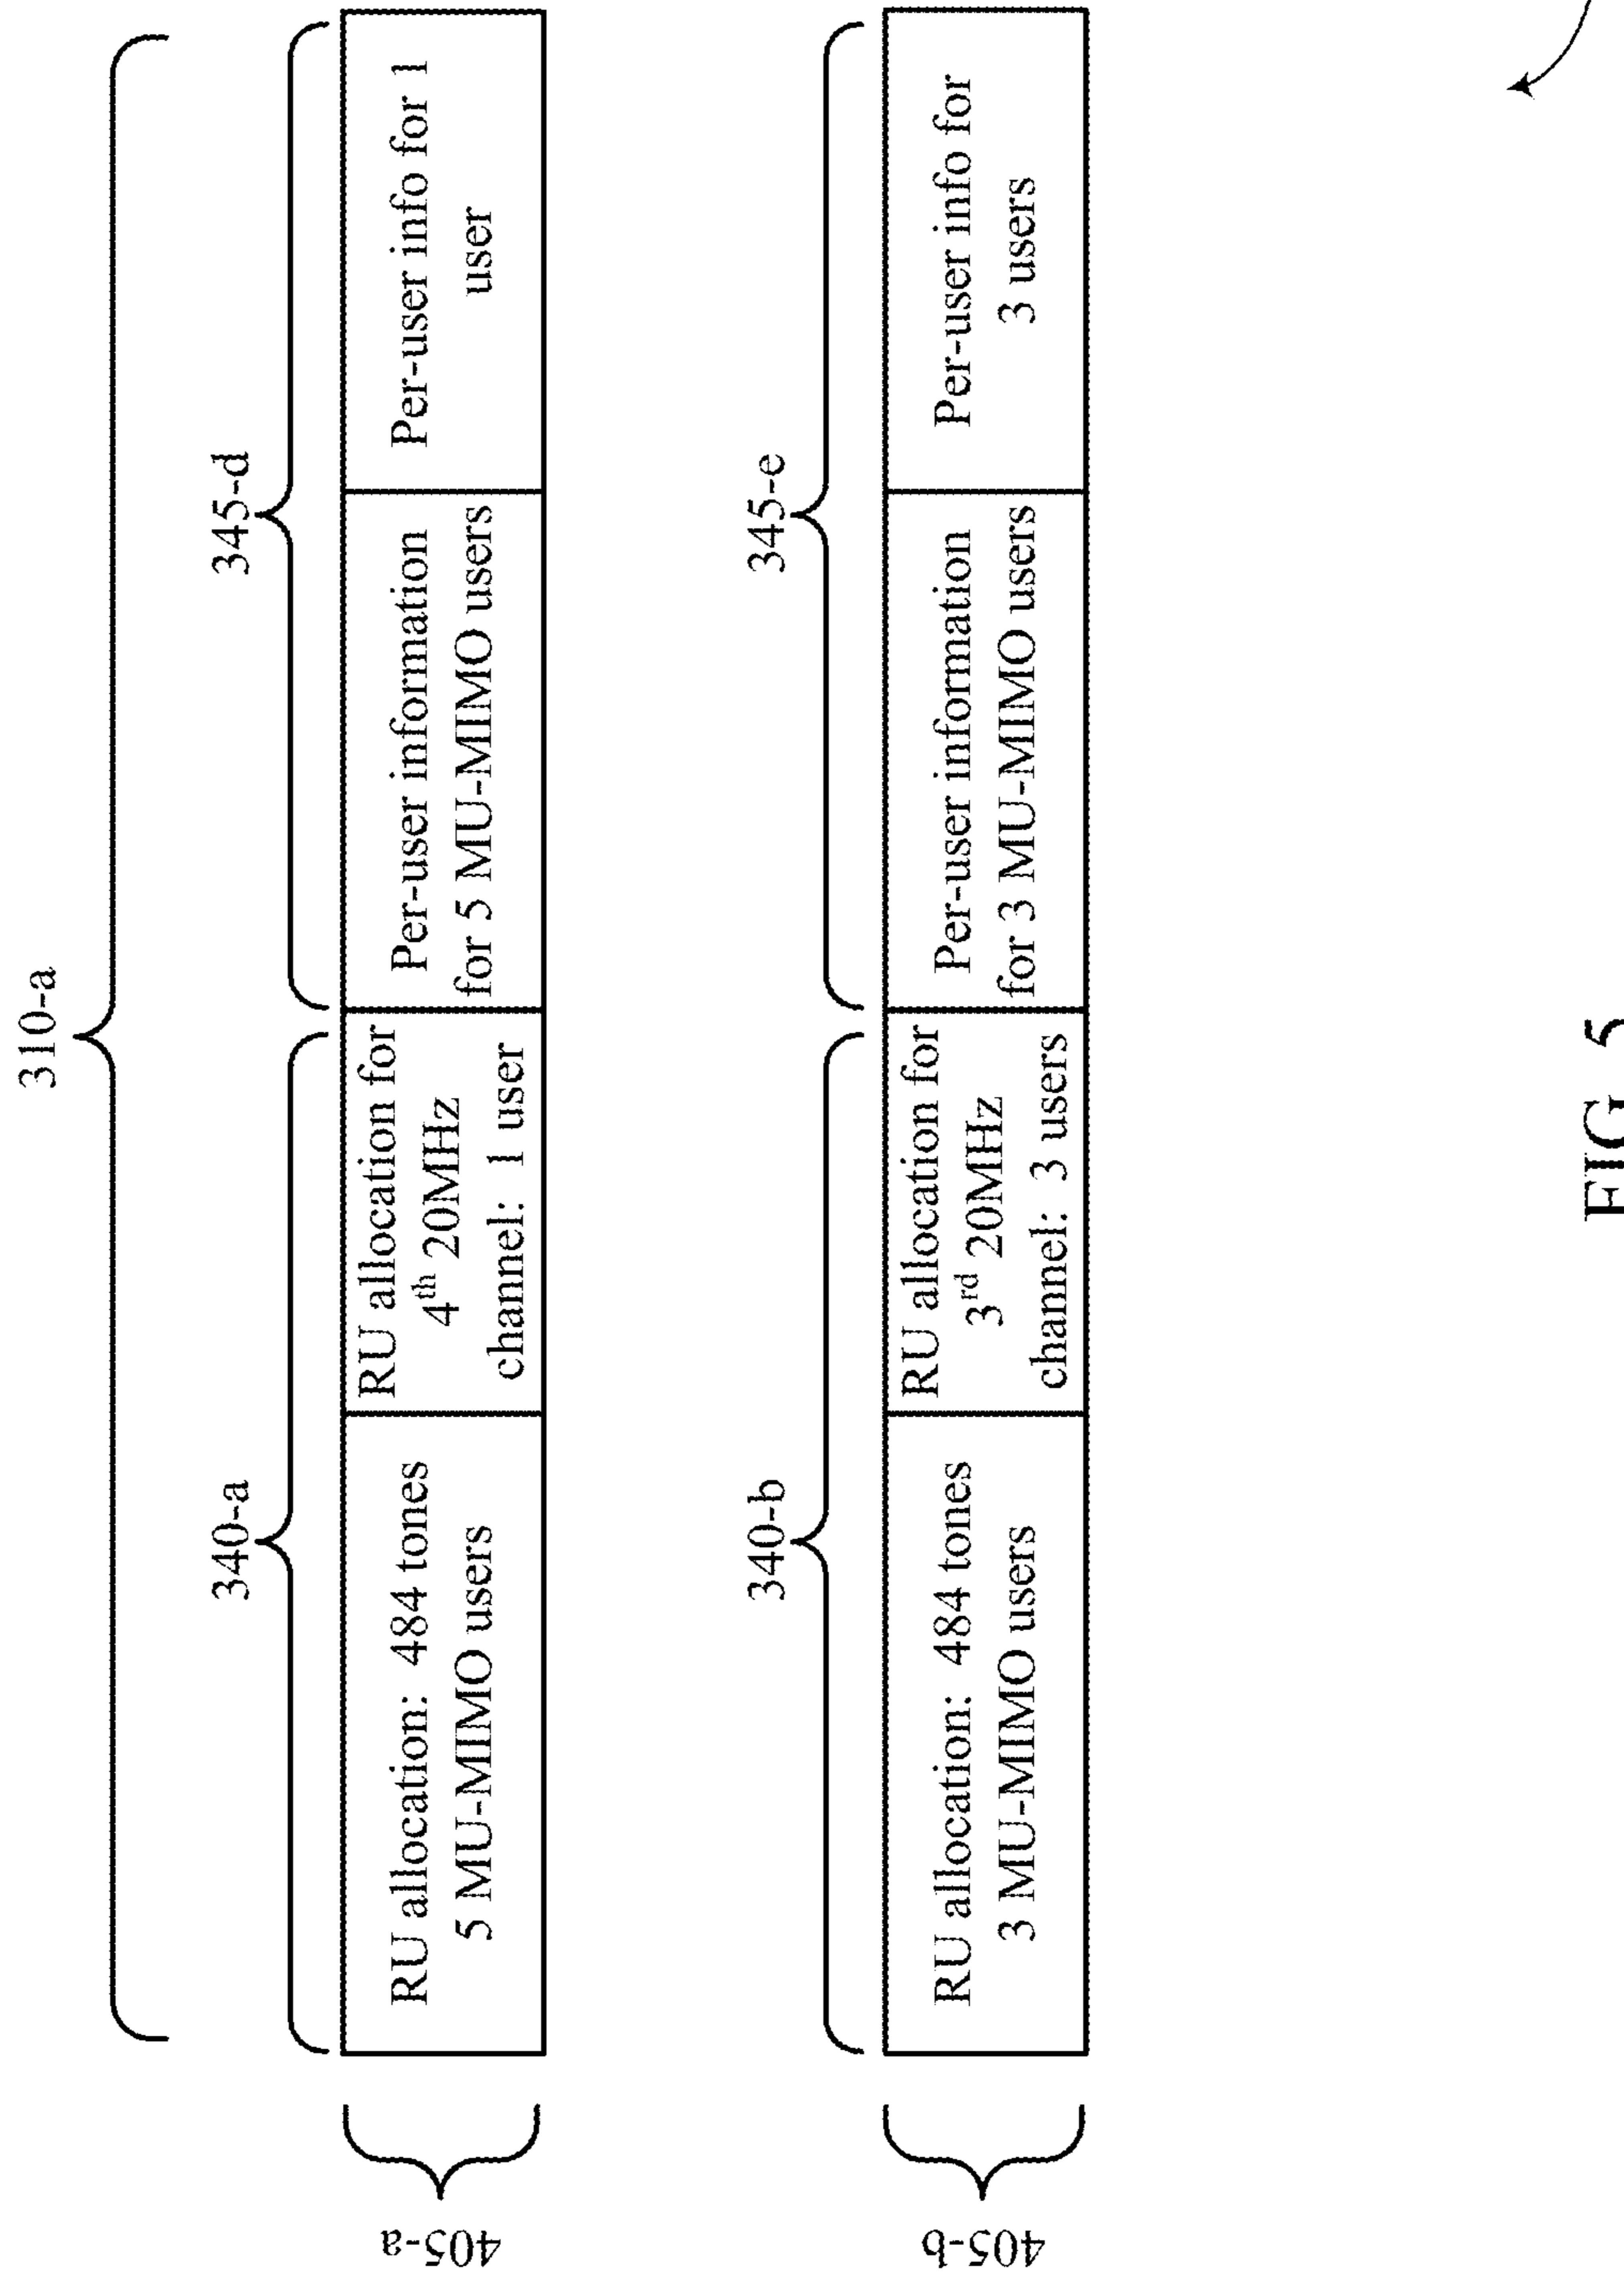 310-a
340-a
345-d
405-a
RU allocation: 484 tones
5 MU-MIMO users
RU allocation for
4th 20MHz
channel: 1 user
Per-user information
for 5 MU-MIMO users
Per-user info for 1
user
340-b
345-e
405-b
RU allocation: 484 tones
3 MU-MIMO users
RU allocation for
3rd 20MHz
channel: 3 users
Per-user information
for 3 MU-MIMO users
Per-user info for
3 users
FIG. 5